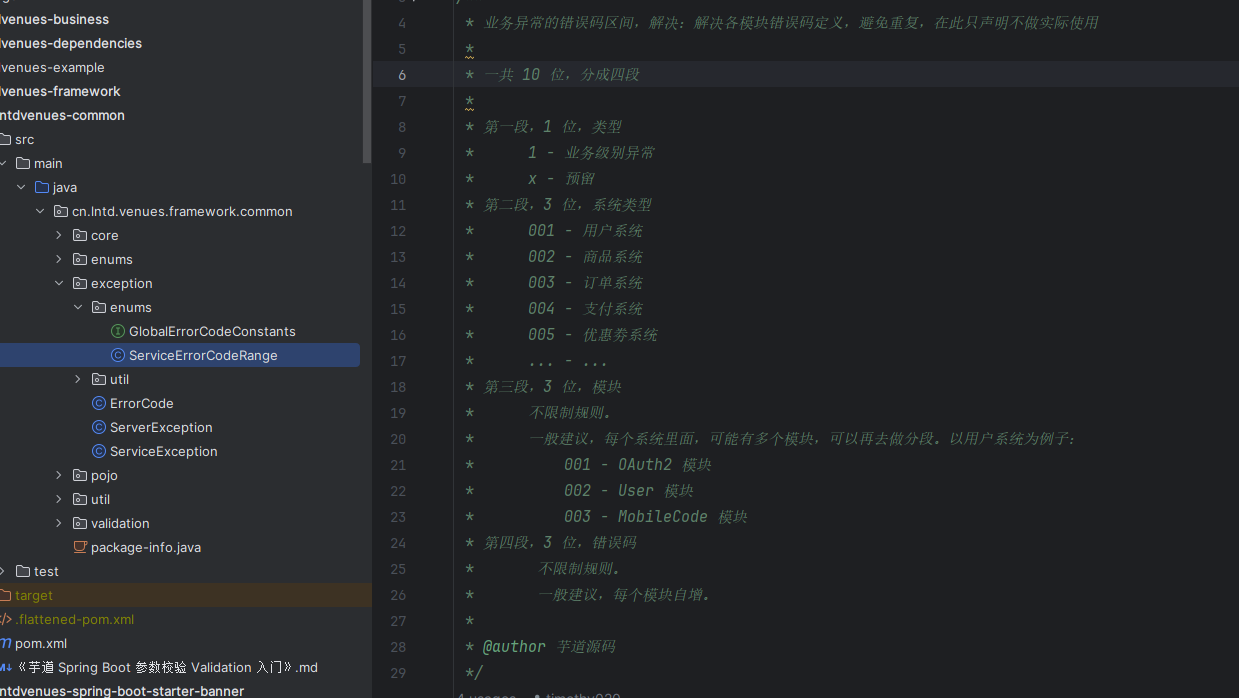 lvenues-business
lvenues-dependencies
lvenues-example
lvenues-framework
ntdvenues-common
src
main
java
cn.lntd.venues.framework.common
core
enums
exception
enums
GlobalErrorCodeConstants
ServiceErrorCodeRange
util
ErrorCode
ServerException
ServiceException
pojo
util
validation
package-info.java
test
target
.flattened-pom.xml
pom.xml
《芋道 Spring Boot 参数校验 Validation 入门》.md
ntdvenues-spring-boot-starter-banner
4 * 业务异常的错误码区间，解决：解决各模块错误码定义，避免重复，在此只声明不做实际使用
5 *
6 * 一共 10 位，分成四段
7 *
8 * 第一段，1 位，类型
9 * 1 - 业务级别异常
10 * x - 预留
11 * 第二段，3 位，系统类型
12 * 001 - 用户系统
13 * 002 - 商品系统
14 * 003 - 订单系统
15 * 004 - 支付系统
16 * 005 - 优惠劵系统
17 * ... - ...
18 * 第三段，3 位，模块
19 * 不限制规则。
20 * 一般建议，每个系统里面，可能有多个模块，可以再去做分段。以用户系统为例子：
21 * 001 - OAuth2 模块
22 * 002 - User 模块
23 * 003 - MobileCode 模块
24 * 第四段，3 位，错误码
25 * 不限制规则。
26 * 一般建议，每个模块自增。
27 *
28 * @author 芋道源码
29 */